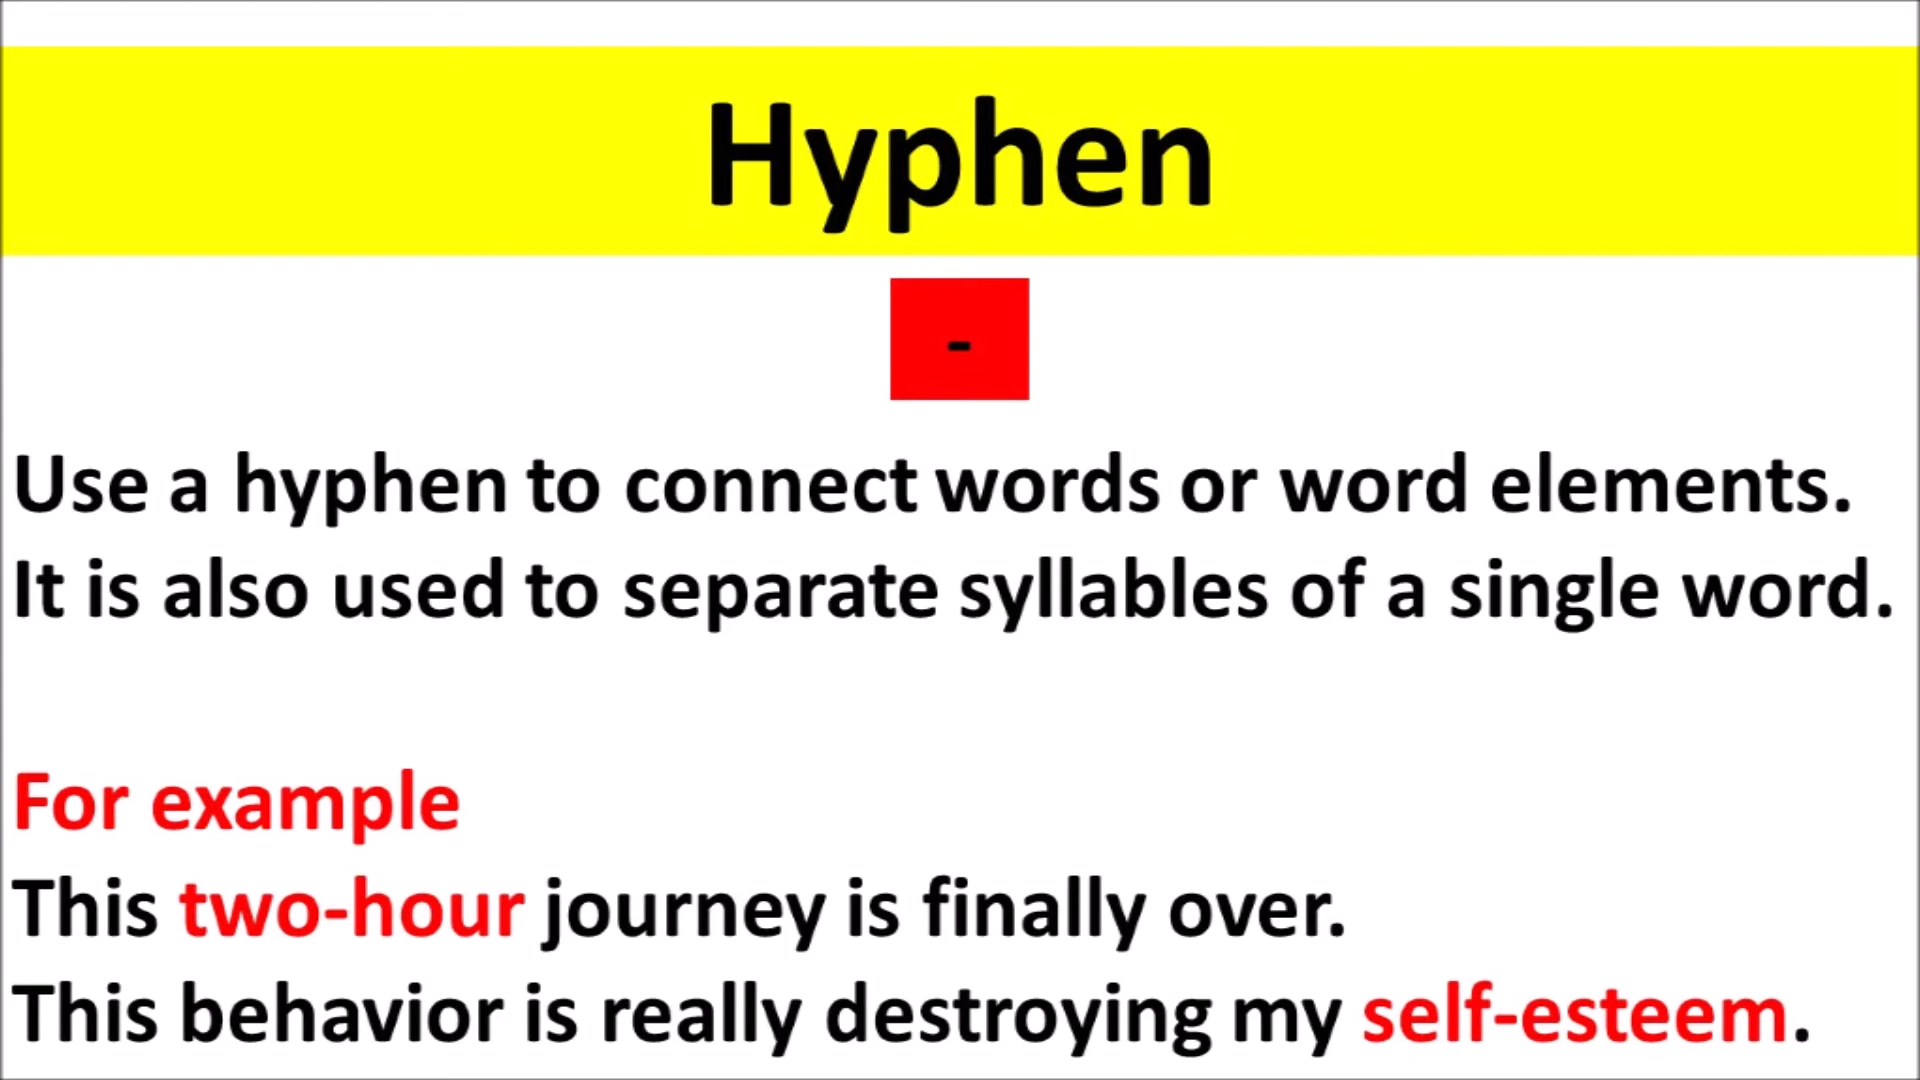 Hyphen
-
Use a hyphen to connect words or word elements.
It is also used to separate syllables of a single word.
For example
This two-hour journey is finally over.
This behavior is really destroying my self-esteem.